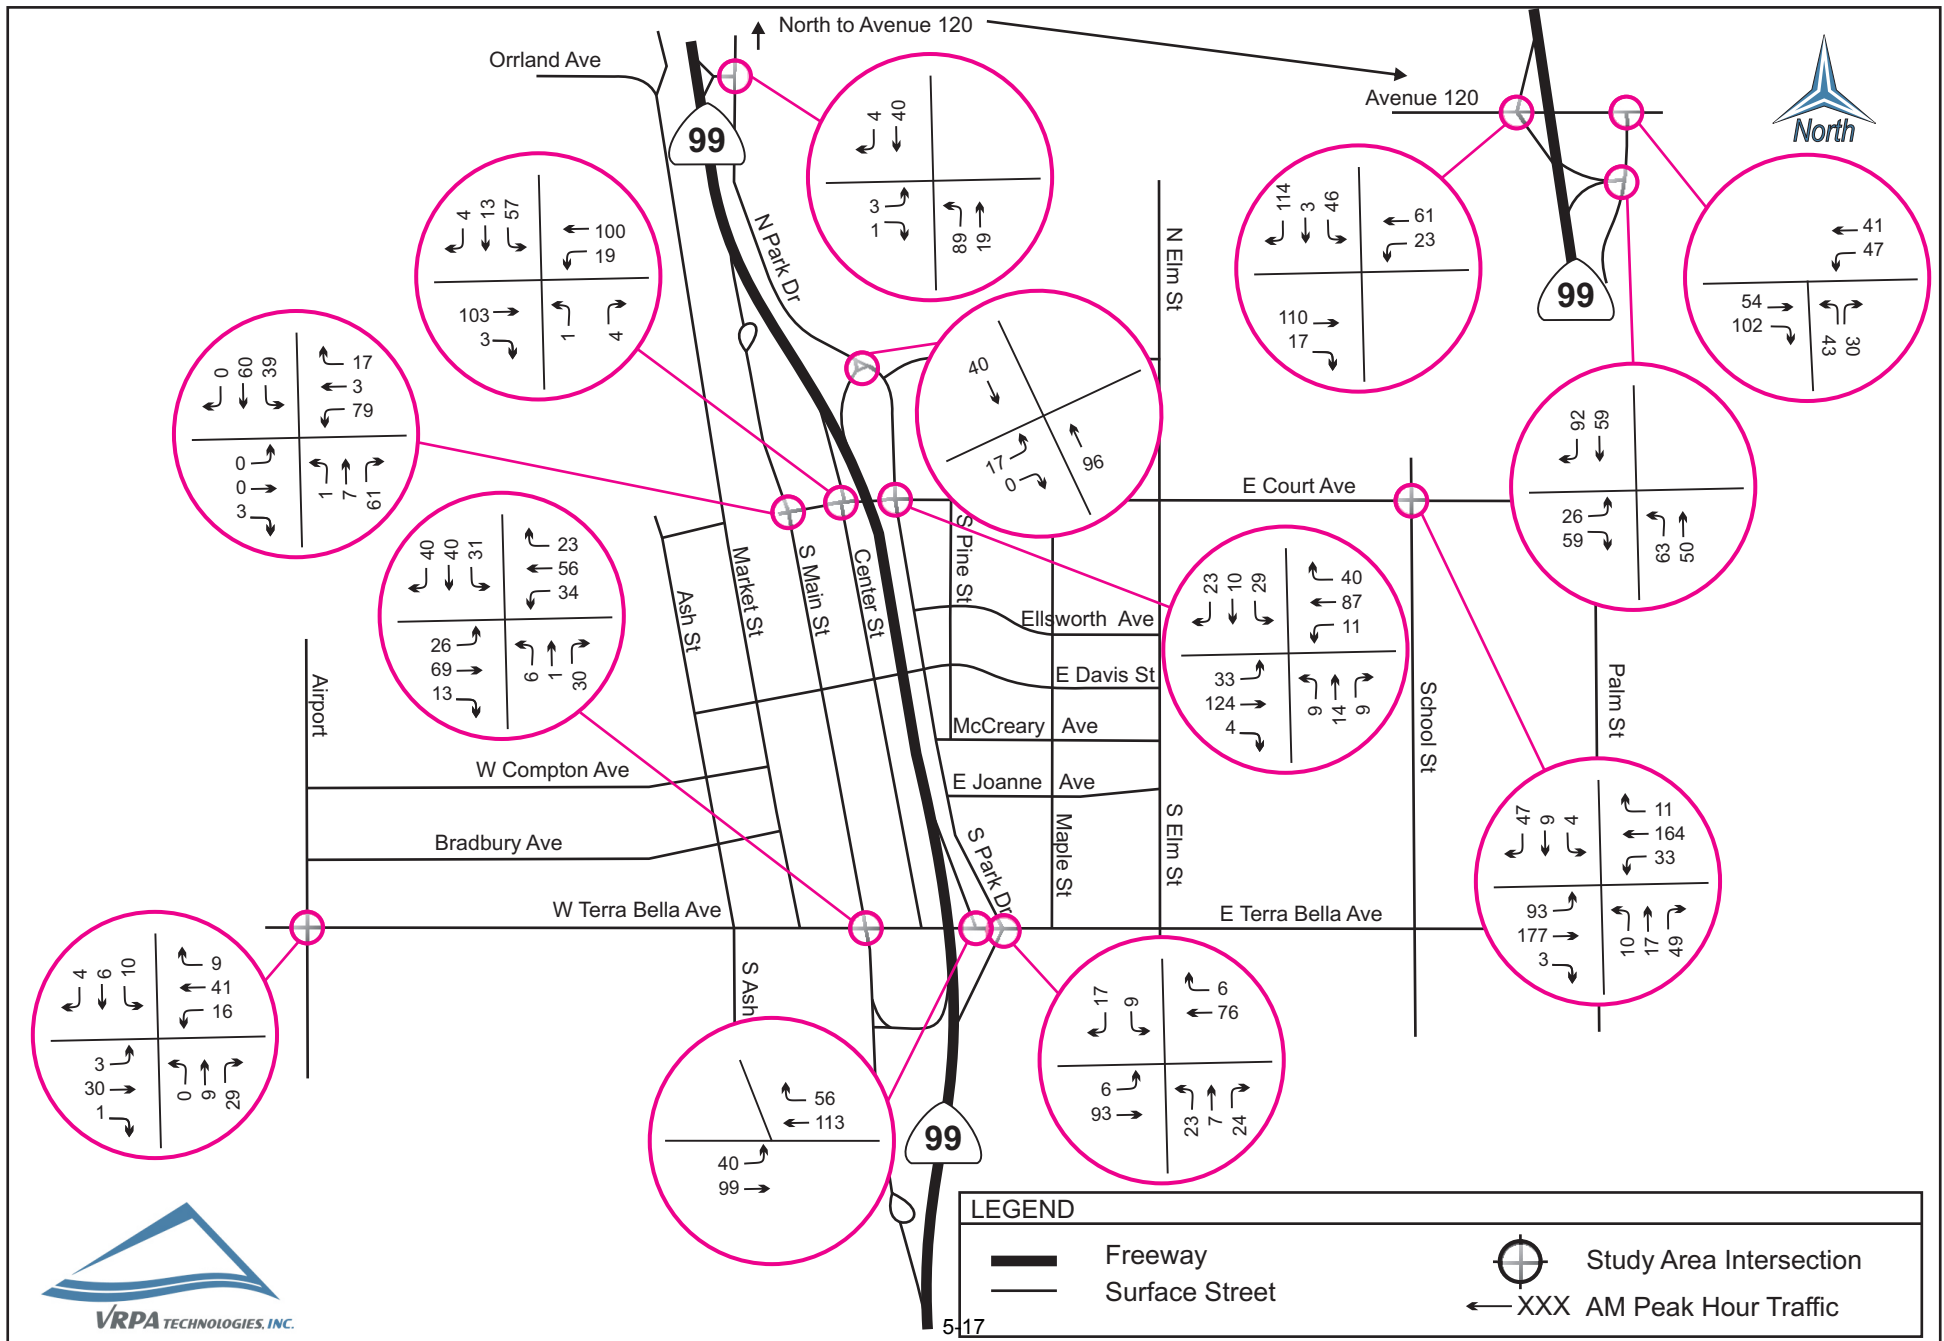 North to Avenue 120
Orrland Ave
99
Avenue 120
North
99
N Park Dr
N Elm St
E Court Ave
Market St
S Main St
Center St
S Pine St
Ash St
Ellsworth Ave
E Davis St
McCreary Ave
E Joanne Ave
Airport
W Compton Ave
Bradbury Ave
W Terra Bella Ave
S Ash
S Park Dr
Maple St
S Elm St
E Terra Bella Ave
School St
Palm St
99
4 40
3
1
89 19
4 13 57
100
19
103
3
1 4
114 3 46
61
23
110
17
41
47
54
102
43 30
0 60 39
17
3
79
0
0
3
1 7 61
40
17
0
96
92 59
26
59
63 50
40 40 31
23
56
34
26
69
13
6 1 30
23 10 29
40
87
11
33
124
4
9 14 9
47 9 4
11
164
33
93
177
3
10 17 49
4 6 10
9
41
16
3
30
1
0 9 29
56
113
40
99
17 9
6
76
6
93
23 7 24
VRPA TECHNOLOGIES, INC.
LEGEND
Freeway
Surface Street
Study Area Intersection
XXX AM Peak Hour Traffic
5-17